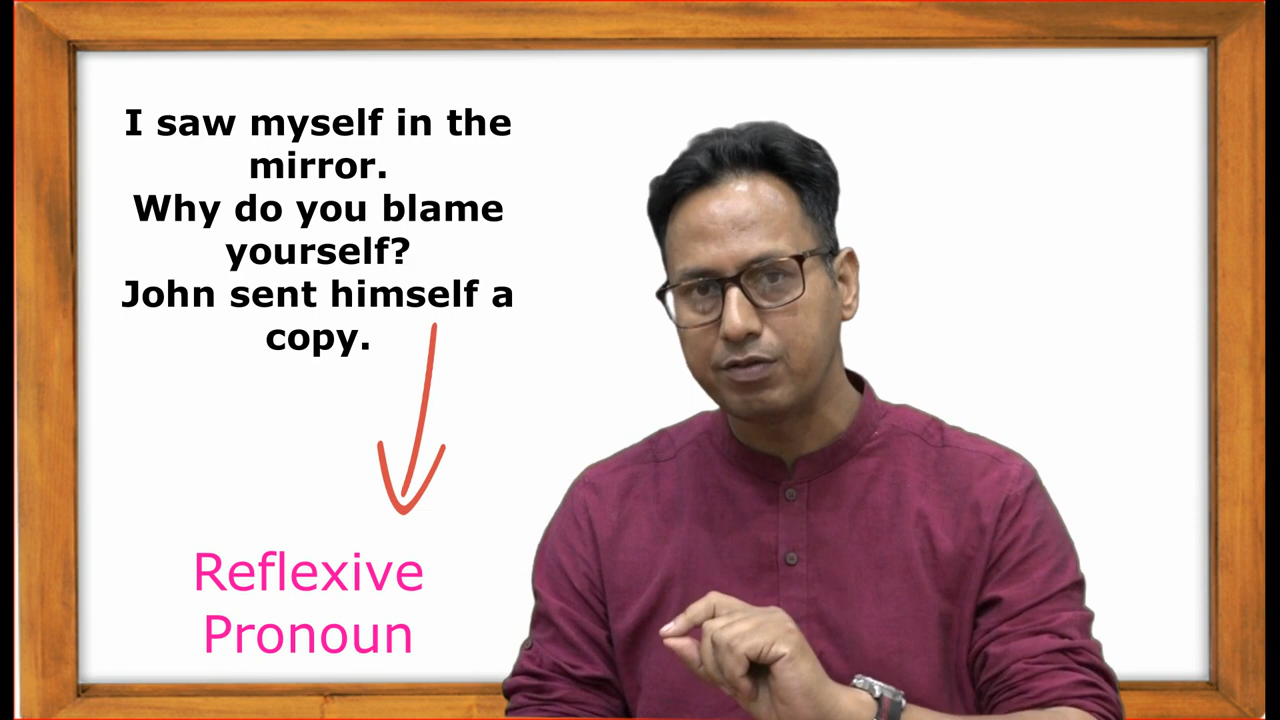 I saw myself in the
mirror.
Why do you blame
yourself?
John sent himself a
copy.
Reflexive
Pronoun